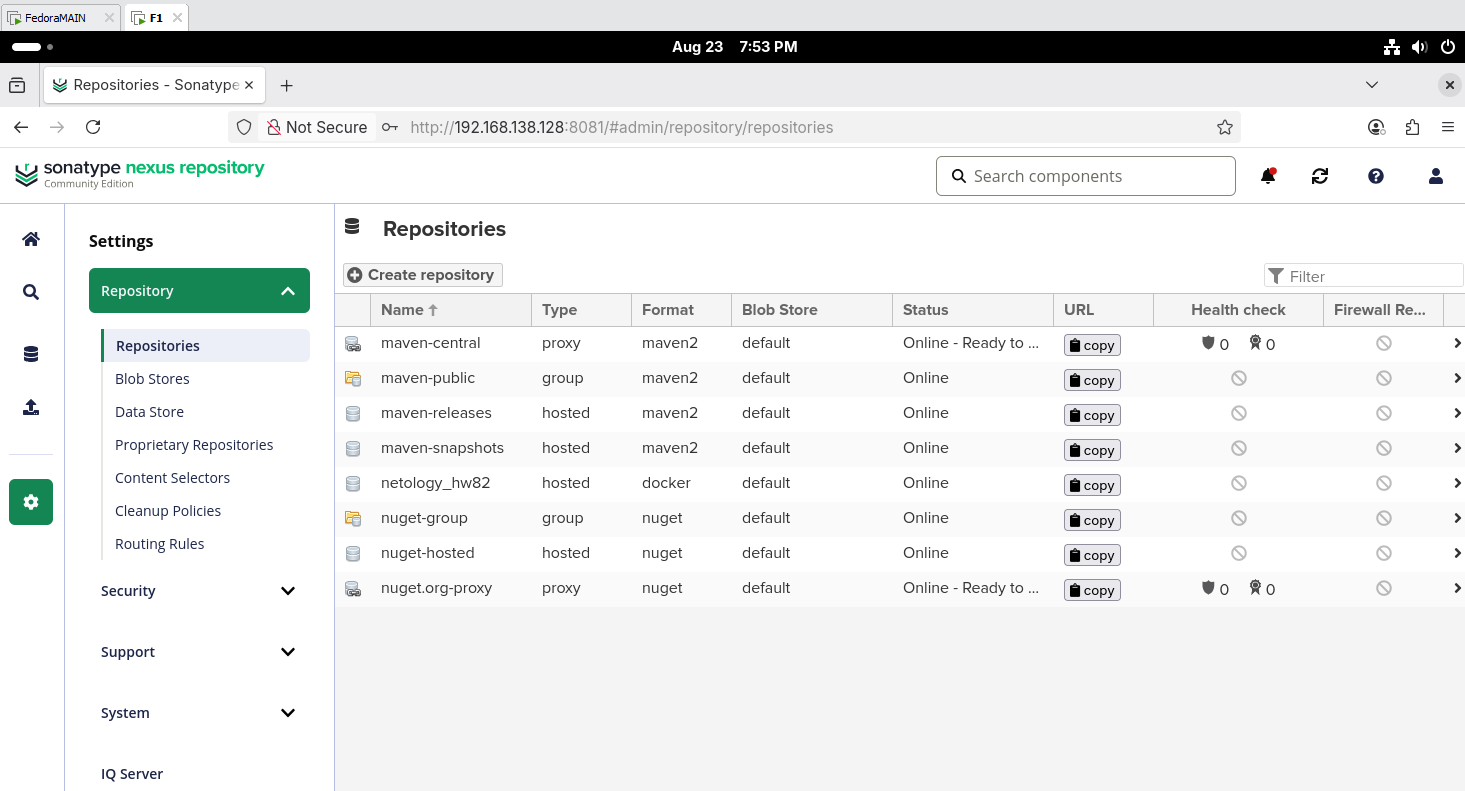 FedoraMAIN
F1
Aug 23 7:53 PM
Repositories - Sonatype
Not Secure
http://192.168.138.128:8081/#admin/repository/repositories
sonatype nexus repository
Community Edition
Search components
Settings
Repository
Repositories
Blob Stores
Data Store
Proprietary Repositories
Content Selectors
Cleanup Policies
Routing Rules
Security
Support
System
IQ Server
Repositories
Create repository
Filter
Name Type Format Blob Store Status URL Health check Firewall Re...
maven-central proxy maven2 default Online - Ready to ... copy 0 0
maven-public group maven2 default Online copy
maven-releases hosted maven2 default Online copy
maven-snapshots hosted maven2 default Online copy
netology_hw82 hosted docker default Online copy
nuget-group group nuget default Online copy
nuget-hosted hosted nuget default Online copy
nuget.org-proxy proxy nuget default Online - Ready to ... copy 0 0